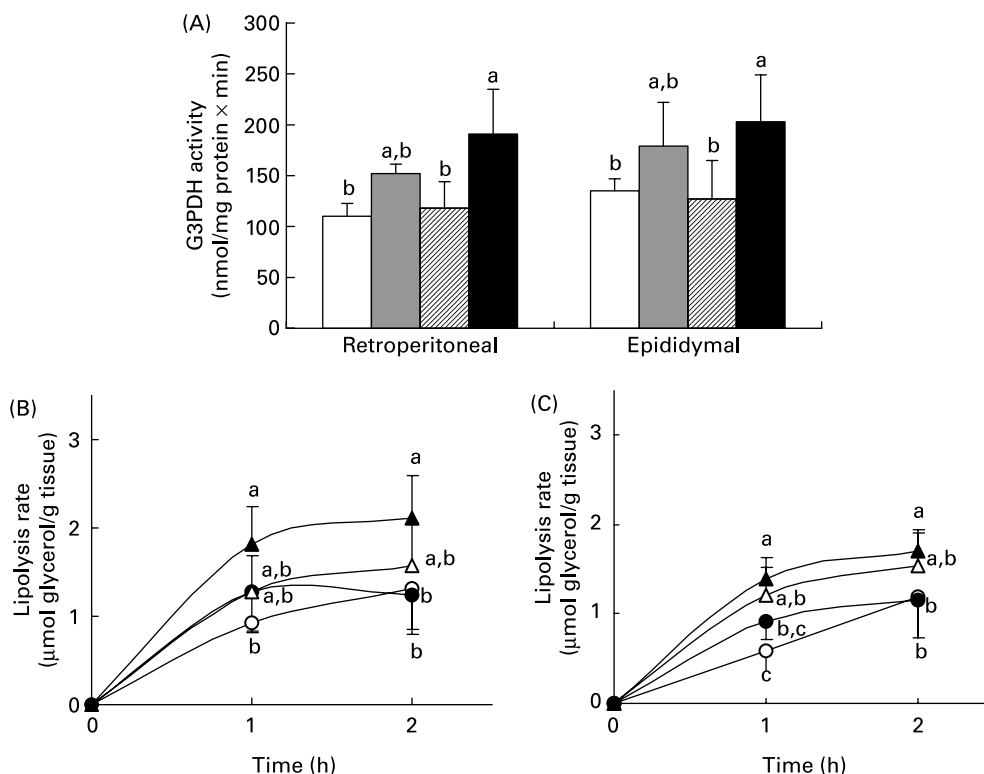 (A)
G3PDH activity
(nmol/mg protein × min)
300
250
200
150
100
50
0
b
a,b
b
a
b
a,b
b
a
Retroperitoneal
Epididymal
(B)
Lipolysis rate
(μmol glycerol/g tissue)
3
2
1
0
a
a
a,b
a,b
a,b
b
b
b
0
1
2
Time (h)
(C)
Lipolysis rate
(μmol glycerol/g tissue)
3
2
1
0
a
a
a,b
a,b
b,c
b
c
b
0
1
2
Time (h)